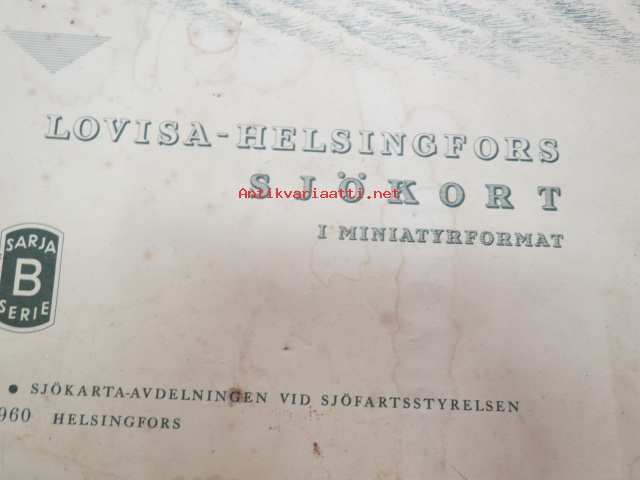 LOVISA-HELSINGFORS
SJÖKORT
I MINIATYRFORMAT
Antikvariaatti.net
SARJA
B
SERIE
• SJÖKARTA-AVDELNINGEN VID SJÖFARTSSTYRELSEN
960 HELSINGFORS